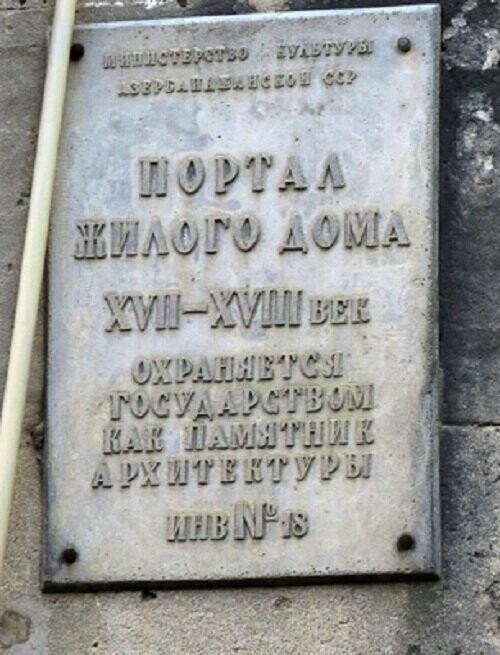 МИНИСТЕРСТВО КУЛЬТУРЫ
АЗЕРБАЙДЖАНСКОЙ ССР
ПОРТАЛ
ЖИЛОГО ДОМА
XVII–XVIII ВЕК
ОХРАНЯЕТСЯ
ГОСУДАРСТВОМ
КАК ПАМЯТНИК
АРХИТЕКТУРЫ
ИНВ № 18